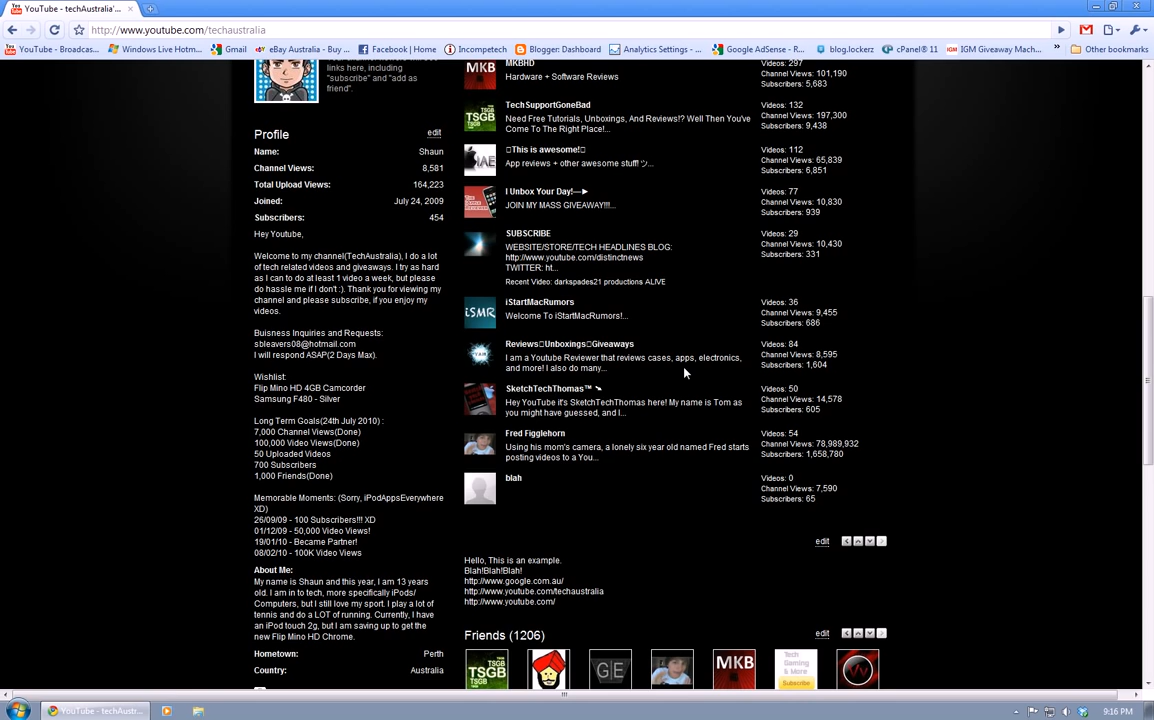 YouTube - techAustralia'...
http://www.youtube.com/techaustralia
YouTube - Broadcas...
Windows Live Hotm...
Gmail
eBay Australia - Buy ...
Facebook | Home
Incompetech
Blogger: Dashboard
Analytics Settings - ...
Google AdSense - R...
blog.lockerz
cPanel® 11
IGM Giveaway Mach...
Other bookmarks
links here, including
"subscribe" and "add as
friend".
Profile
edit
Name: Shaun
Channel Views: 8,581
Total Upload Views: 164,223
Joined: July 24, 2009
Subscribers: 454
Hey Youtube,
Welcome to my channel(TechAustralia), I do a lot
of tech related videos and giveaways. I try as hard
as I can to do at least 1 video a week, but please
do hassle me if I don't :). Thank you for viewing my
channel and please subscribe, if you enjoy my
videos.
Buisness Inquiries and Requests:
sbleavers08@hotmail.com
I will respond ASAP(2 Days Max).
Wishlist:
Flip Mino HD 4GB Camcorder
Samsung F480 - Silver
Long Term Goals(24th July 2010) :
7,000 Channel Views(Done)
100,000 Video Views(Done)
50 Uploaded Videos
700 Subscribers
1,000 Friends(Done)
Memorable Moments: (Sorry, iPodAppsEverywhere
XD)
26/09/09 - 100 Subscribers!!! XD
01/12/09 - 50,000 Video Views!
19/01/10 - Became Partner!
08/02/10 - 100K Video Views
About Me:
My name is Shaun and this year, I am 13 years
old. I am in to tech, more specifically iPods/
Computers, but I still love my sport. I play a lot of
tennis and do a LOT of running. Currently, I have
an iPod touch 2g, but I am saving up to get the
new Flip Mino HD Chrome.
Hometown: Perth
Country: Australia
MKB
MKBHD
Hardware + Software Reviews
Videos: 297
Channel Views: 101,190
Subscribers: 5,683
TSGB
TechSupportGoneBad
Need Free Tutorials, Unboxings, And Reviews!? Well Then You've
Come To The Right Place!...
Videos: 132
Channel Views: 197,300
Subscribers: 9,438
IAE
This is awesome!
App reviews + other awesome stuff! ツ...
Videos: 112
Channel Views: 65,839
Subscribers: 6,851
I Unbox Your Day!—►
JOIN MY MASS GIVEAWAY!!!...
Videos: 77
Channel Views: 10,830
Subscribers: 939
SUBSCRIBE
WEBSITE/STORE/TECH HEADLINES BLOG:
http://www.youtube.com/distinctnews
TWITTER: ht...
Recent Video: darkspades21 productions ALIVE
Videos: 29
Channel Views: 10,430
Subscribers: 331
iSMR
iStartMacRumors
Welcome To iStartMacRumors!...
Videos: 36
Channel Views: 9,455
Subscribers: 686
Reviews▯Unboxings▯Giveaways
I am a Youtube Reviewer that reviews cases, apps, electronics,
and more! I also do many...
Videos: 84
Channel Views: 8,595
Subscribers: 1,604
SketchTechThomas™
Hey YouTube it's SketchTechThomas here! My name is Tom as
you might have guessed, and I...
Videos: 50
Channel Views: 14,578
Subscribers: 605
Fred Figglehorn
Using his mom's camera, a lonely six year old named Fred starts
posting videos to a You...
Videos: 54
Channel Views: 78,989,932
Subscribers: 1,658,780
blah
Videos: 0
Channel Views: 7,590
Subscribers: 65
edit
Hello, This is an example.
Blah!Blah!Blah!
http://www.google.com.au/
http://www.youtube.com/techaustralia
http://www.youtube.com/
Friends (1206)
edit
TSGB
GE
MKB
Tech
Gaming
& More
Subscribe
YouTube - techAustr...
9:16 PM